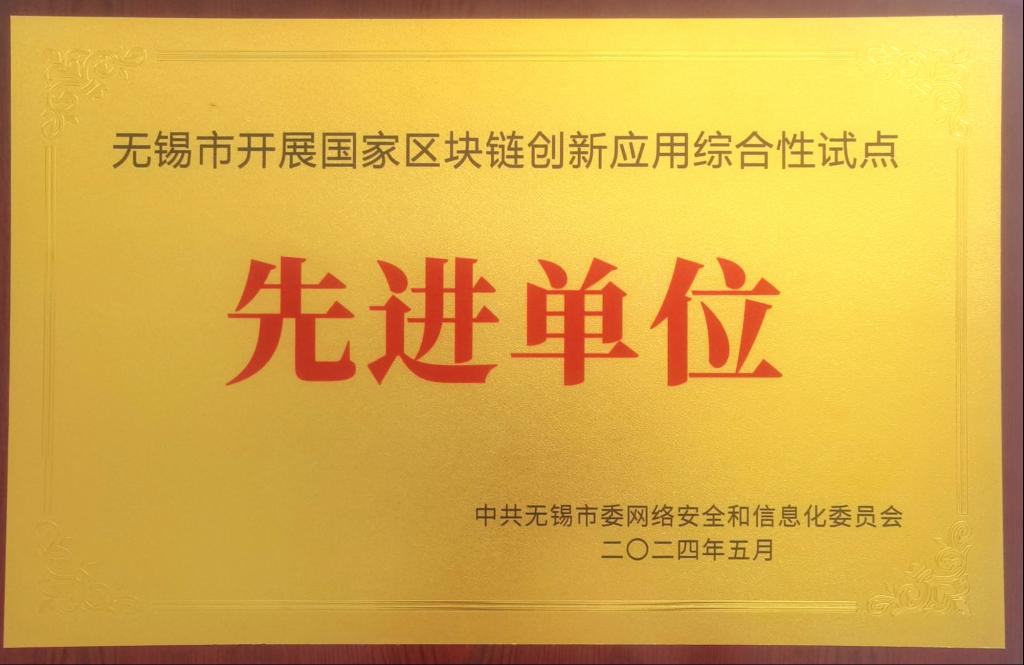 无锡市开展国家区块链创新应用综合性试点
先进单位
中共无锡市委网络安全和信息化委员会
二〇二四年五月